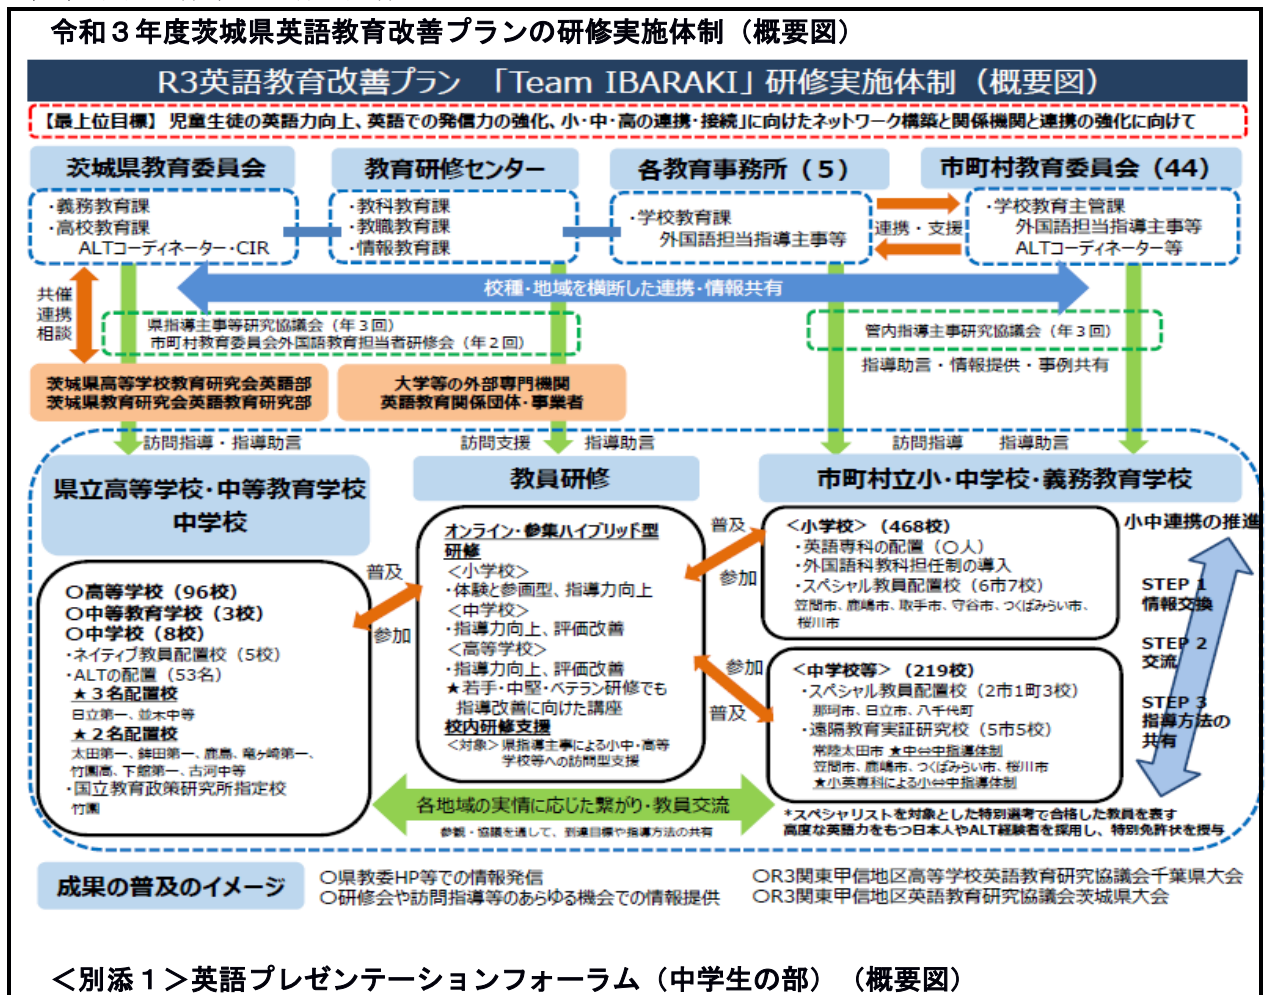 令和３年度茨城県英語教育改善プランの研修実施体制（概要図）
R3英語教育改善プラン 「Team IBARAKI」研修実施体制（概要図）
【最上位目標】 児童生徒の英語力向上、英語での発信力の強化、小・中・高の連携・接続」に向けたネットワーク構築と関係機関と連携の強化に向けて
茨城県教育委員会
・義務教育課
・高校教育課
ALTコーディネーター・CIR
教育研修センター
・教科教育課
・教職教育課
・情報教育課
各教育事務所（５）
・学校教育課
外国語担当指導主事等
連携・支援
市町村教育委員会（44）
・学校教育主管課
外国語担当指導主事等
ALTコーディネーター等
校種・地域を横断した連携・情報共有
共催
連携
相談
県指導主事等研究協議会（年３回）
市町村教育委員会外国語教育担当者研修会（年２回）
管内指導主事研究協議会（年３回）
指導助言・情報提供・事例共有
茨城県高等学校教育研究会英語部
茨城県教育研究会英語教育研究部
大学等の外部専門機関
英語教育関係団体・事業者
訪問指導・指導助言
訪問支援 指導助言
訪問指導 指導助言
県立高等学校・中等教育学校
中学校
〇高等学校（96校）
〇中等教育学校（3校）
〇中学校（8校）
・ネイティブ教員配置校（5校）
・ALTの配置（53名）
★３名配置校
日立第一、並木中等
★２名配置校
太田第一、鉾田第一、鹿島、竜ヶ崎第一、
竹園高、下館第一、古河中等
・国立教育政策研究所指定校
竹園
普及
参加
教員研修
オンライン・参集ハイブリッド型
研修
＜小学校＞
・体験と参画型、指導力向上
＜中学校＞
・指導力向上、評価改善
＜高等学校＞
・指導力向上、評価改善
★若手・中堅・ベテラン研修でも
指導改善に向けた講座
校内研修支援
＜対象＞県指導主事による小中・高等
学校等への訪問型支援
普及
参加
参加
普及
市町村立小・中学校・義務教育学校
＜小学校＞（468校）
・英語専科の配置（〇人）
・外国語科教科担任制の導入
・スペシャル教員配置校（6市7校）
笠間市、鹿嶋市、取手市、守谷市、つくばみらい市、
桜川市
＜中学校等＞（219校）
・スペシャル教員配置校（2市1町3校）
那珂市、日立市、八千代町
・遠隔教育実証研究校（5市5校）
常陸太田市 ★中⇔中指導体制
笠間市、鹿嶋市、つくばみらい市、桜川市
★小英専科による小⇔中指導体制
小中連携の推進
STEP 1
情報交換
STEP 2
交流
STEP 3
指導方法の
共有
*スペシャリストを対象とした特別選考で合格した教員を表す
高度な英語力をもつ日本人やALT経験者を採用し、特別免許状を授与
各地域の実情に応じた繋がり・教員交流
参観・協議を通して、到達目標や指導方法の共有
成果の普及のイメージ
〇県教委HP等での情報発信
〇研修会や訪問指導等のあらゆる機会での情報提供
〇R3関東甲信地区高等学校英語教育研究協議会千葉県大会
〇R3関東甲信地区英語教育研究協議会茨城県大会
＜別添１＞英語プレゼンテーションフォーラム（中学生の部）（概要図）